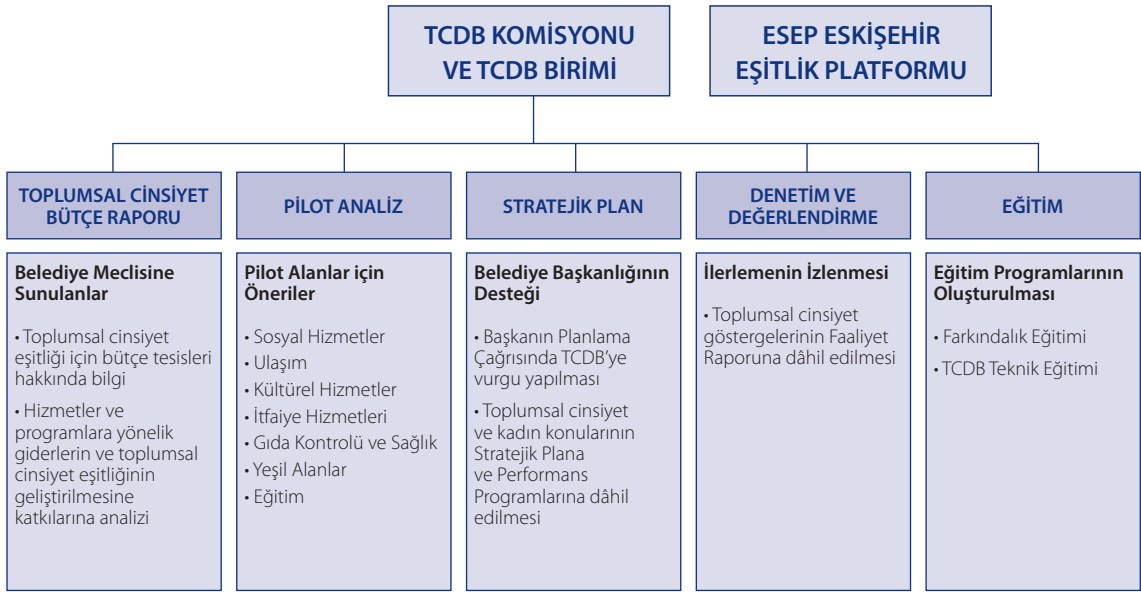 TCDB KOMİSYONU
VE TCDB BİRİMİ
ESEP ESKİŞEHİR
EŞİTLİK PLATFORMU
TOPLUMSAL CİNSİYET
BÜTÇE RAPORU
PİLOT ANALİZ
STRATEJİK PLAN
DENETİM VE
DEĞERLENDİRME
EĞİTİM
Belediye Meclisine
Sunulanlar
• Toplumsal cinsiyet
eşitliği için bütçe tesisleri
hakkında bilgi
• Hizmetler ve
programlara yönelik
giderlerin ve toplumsal
cinsiyet eşitliğinin
geliştirilmesine
katkılarına analizi
Pilot Alanlar için
Öneriler
• Sosyal Hizmetler
• Ulaşım
• Kültürel Hizmetler
• İtfaiye Hizmetleri
• Gıda Kontrolü ve Sağlık
• Yeşil Alanlar
• Eğitim
Belediye Başkanlığının
Desteği
• Başkanın Planlama
Çağrısında TCDB'ye
vurgu yapılması
• Toplumsal cinsiyet
ve kadın konularının
Stratejik Plana
ve Performans
Programlarına dâhil
edilmesi
İlerlemenin İzlenmesi
• Toplumsal cinsiyet
göstergelerinin Faaliyet
Raporuna dâhil edilmesi
Eğitim Programlarının
Oluşturulması
• Farkındalık Eğitimi
• TCDB Teknik Eğitimi